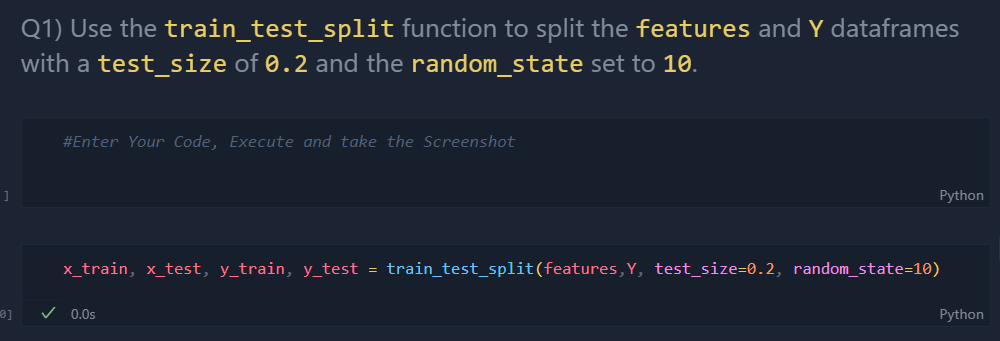 Q1) Use the train_test_split function to split the features and Y dataframes
with a test_size of 0.2 and the random_state set to 10.
#Enter Your Code, Execute and take the Screenshot
]
Python
x_train, x_test, y_train, y_test = train_test_split(features,Y, test_size=0.2, random_state=10)
0]
✓ 0.0s
Python